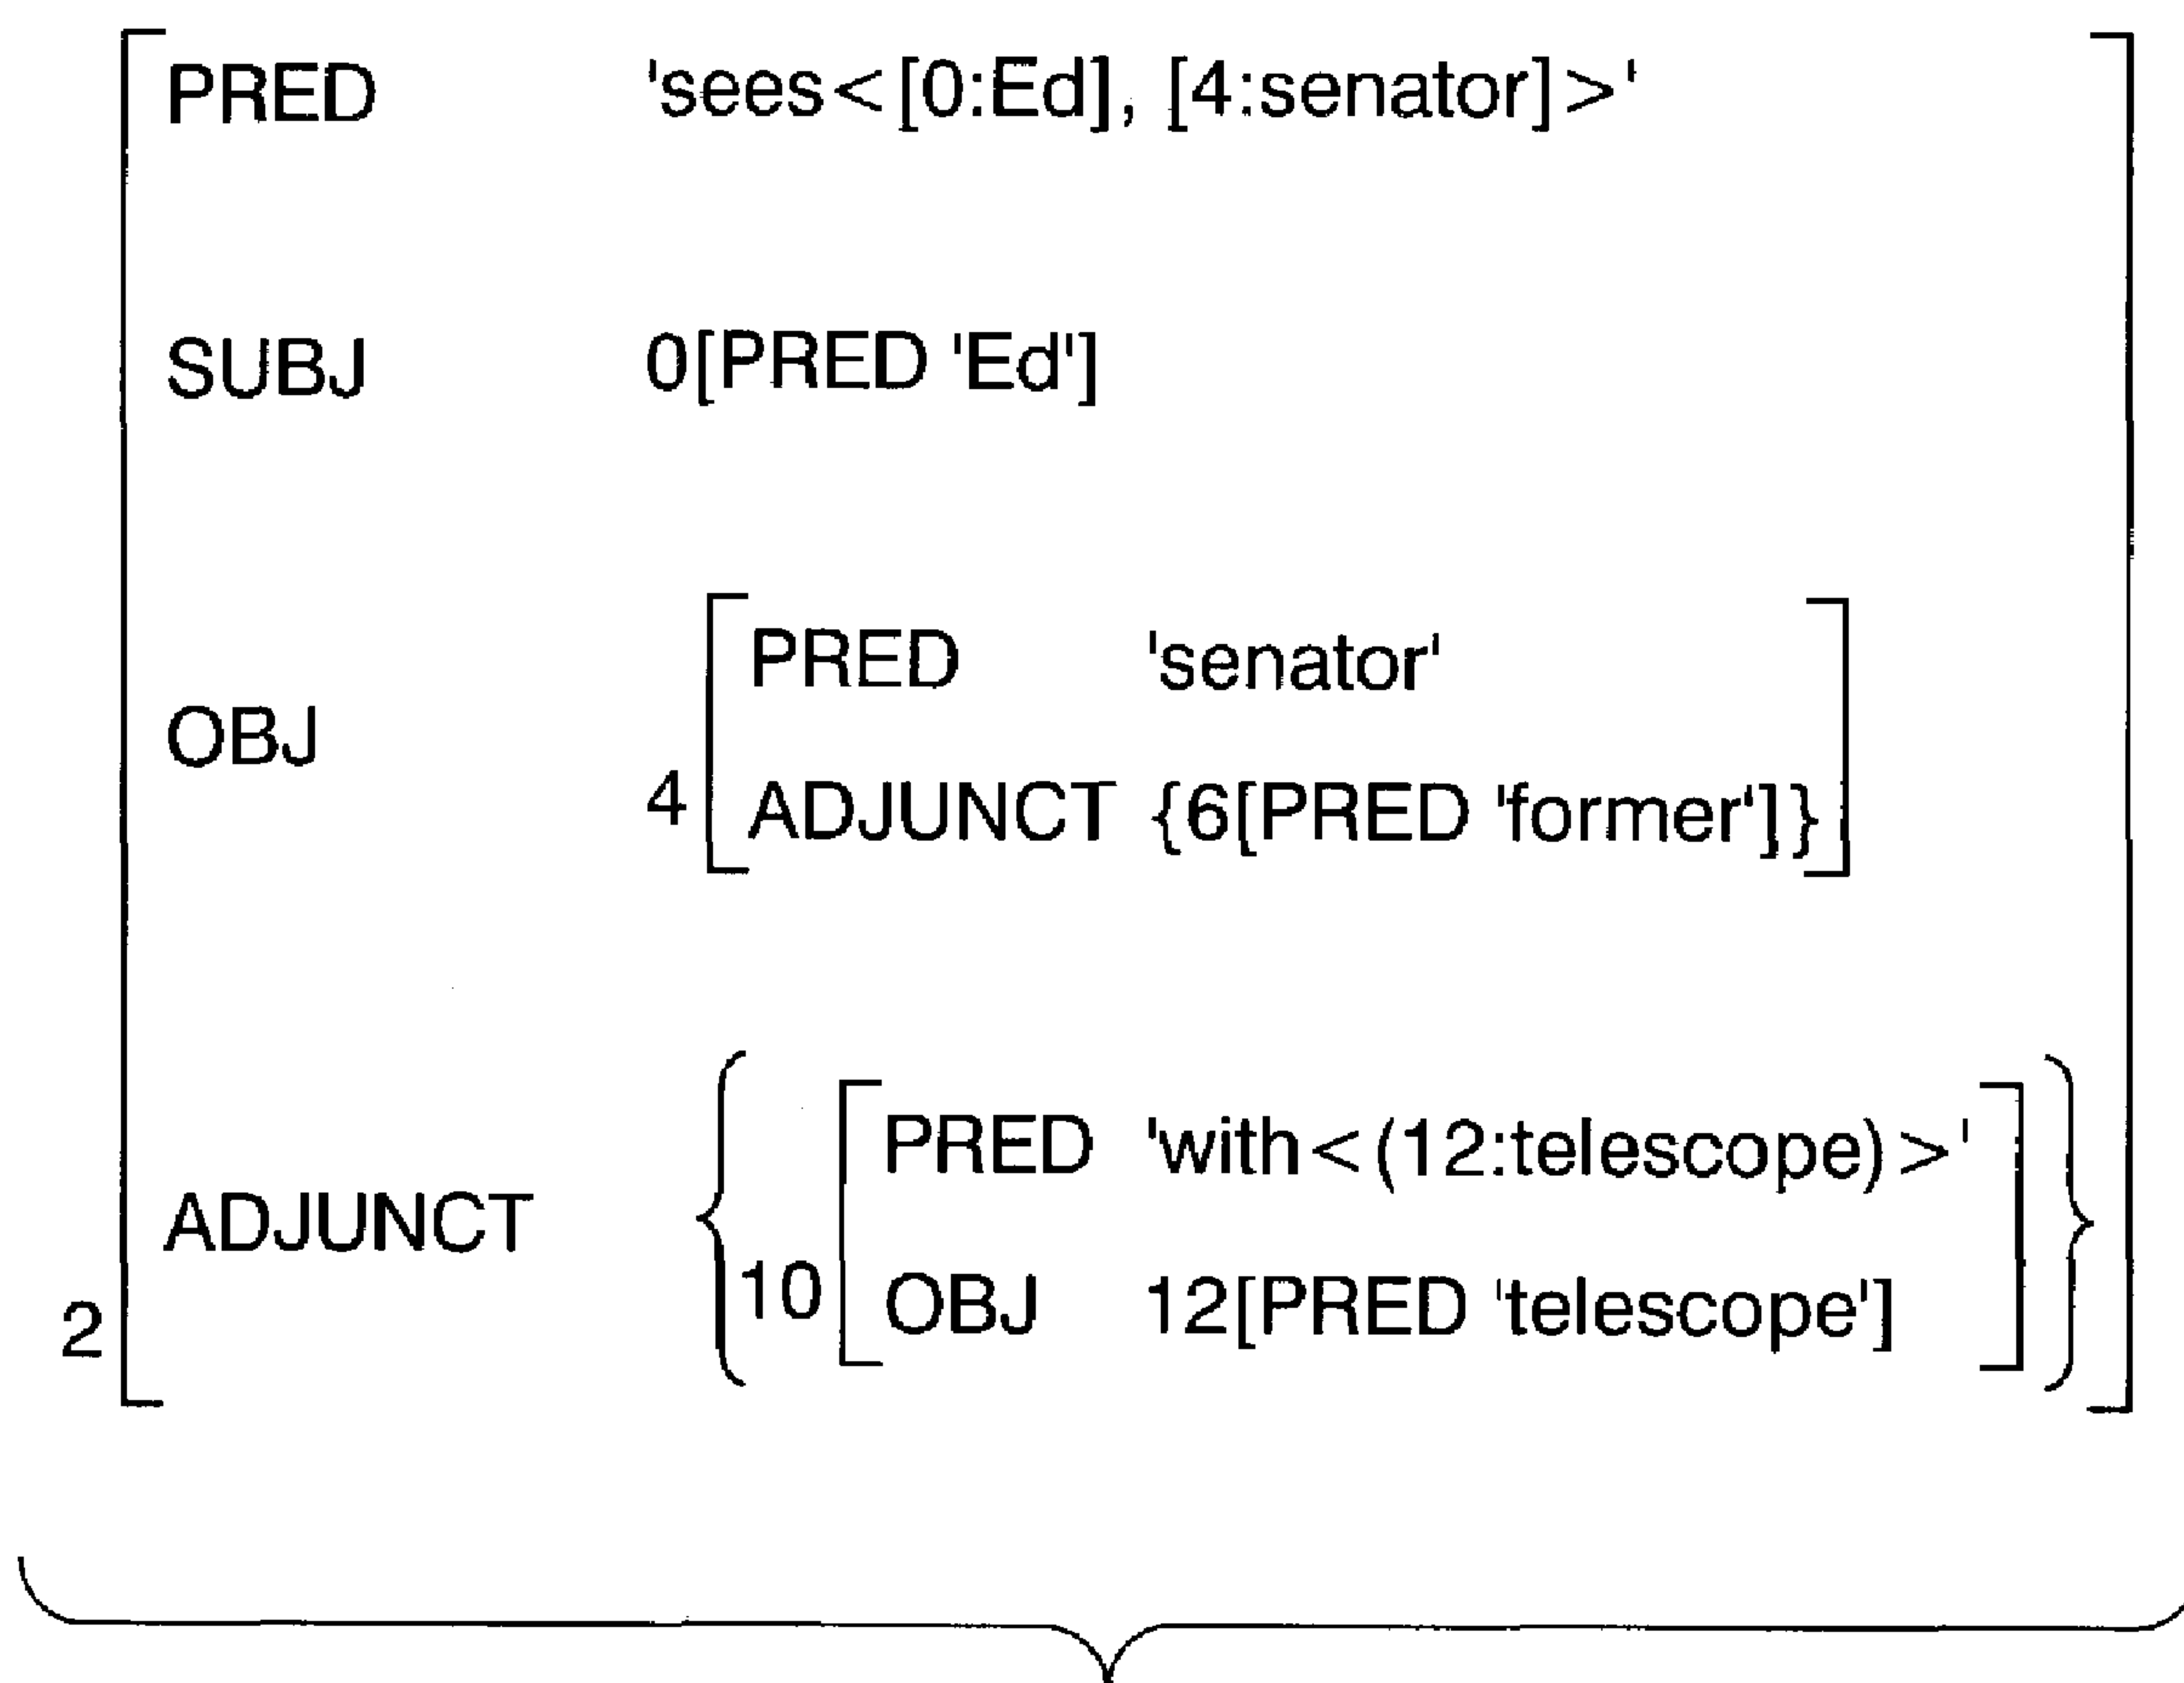 PRED 'sees<[0:Ed], [4:senator]>'
SUBJ 0[PRED 'Ed']
PRED 'senator'
OBJ
4 ADJUNCT {6[PRED 'former']}
PRED 'with<(12:telescope)>'
ADJUNCT
10 OBJ 12[PRED 'telescope']
2